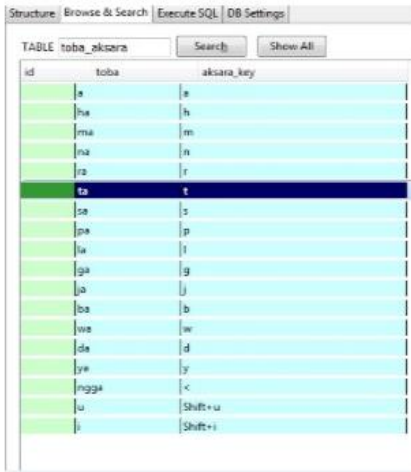 Structure Browse & Search Execute SQL DB Settings
TABLE toba_aksara Search Show All
id toba aksara_key
a a
ha h
ma m
na n
ra r
ta t
sa s
pa p
la l
ga g
ja j
ba b
wa w
da d
ya y
ngga <
u Shift+u
i Shift+i